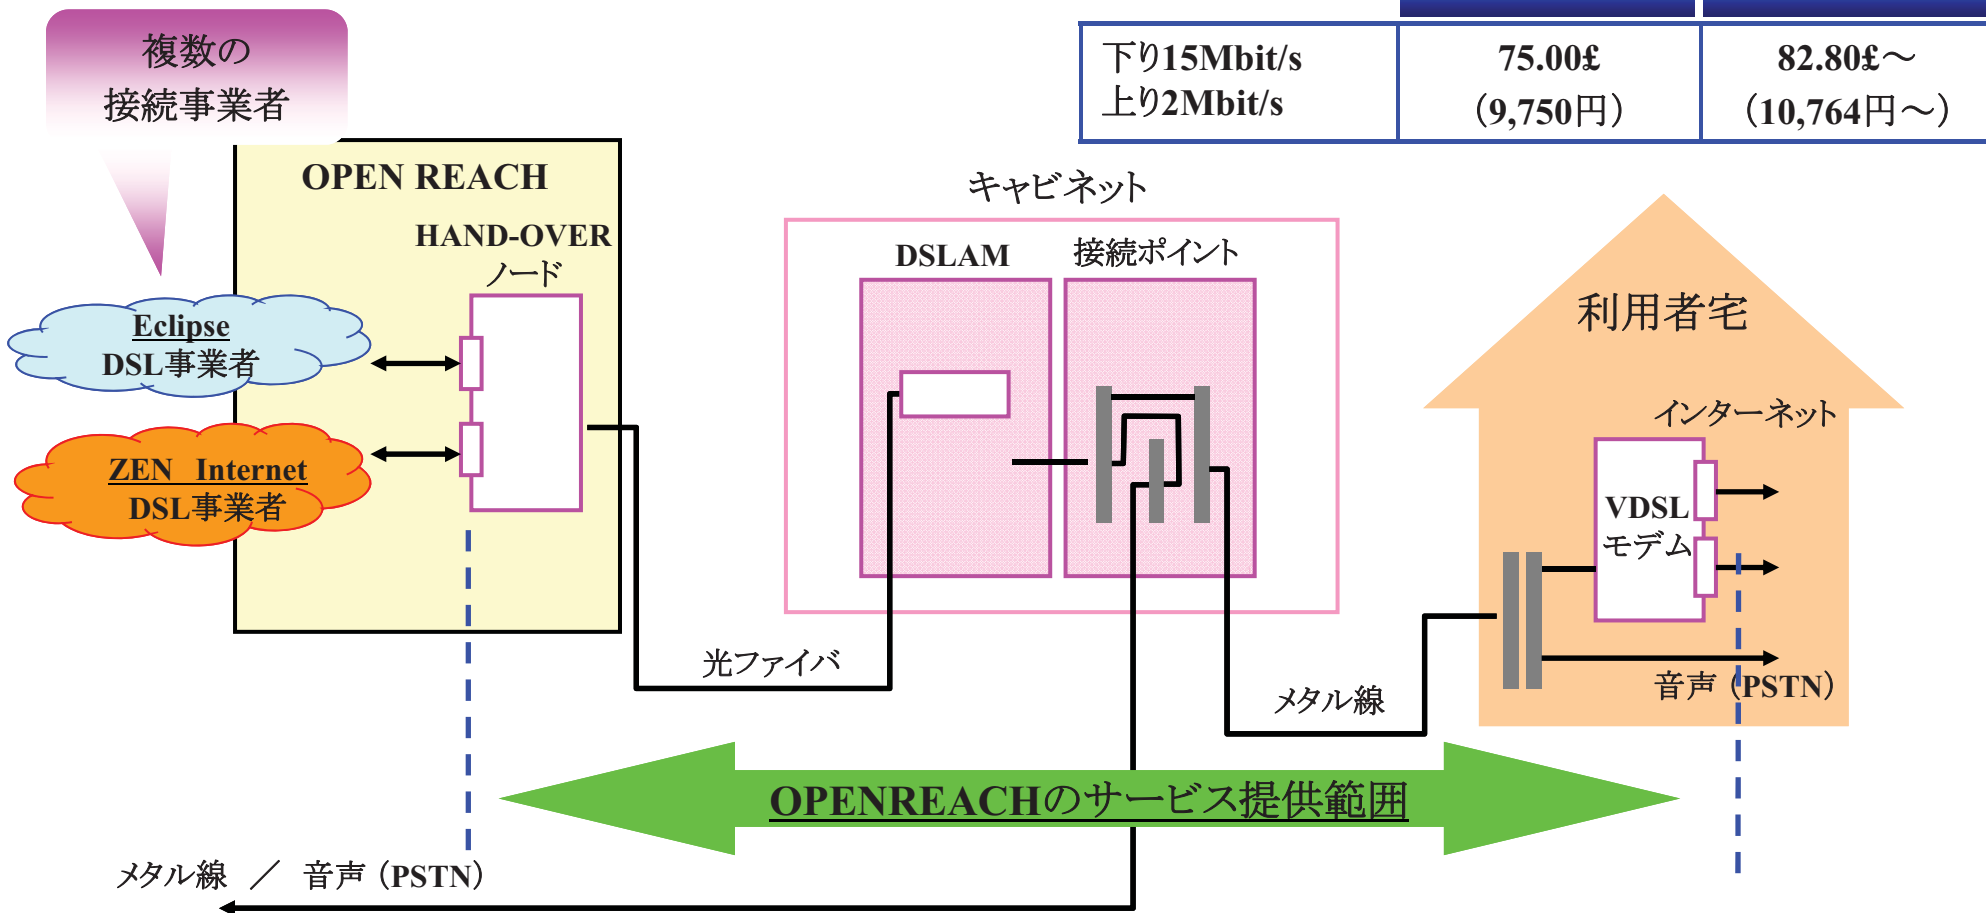 複数の
接続事業者
下り15Mbit/s
上り2Mbit/s
75.00£
(9,750円)
82.80£～
(10,764円～)
OPEN REACH
HAND-OVER
ノード
Eclipse
DSL事業者
ZEN Internet
DSL事業者
キャビネット
DSLAM
接続ポイント
利用者宅
インターネット
VDSL
モデム
音声（PSTN）
光ファイバ
メタル線
OPENREACHのサービス提供範囲
メタル線 ／ 音声（PSTN）